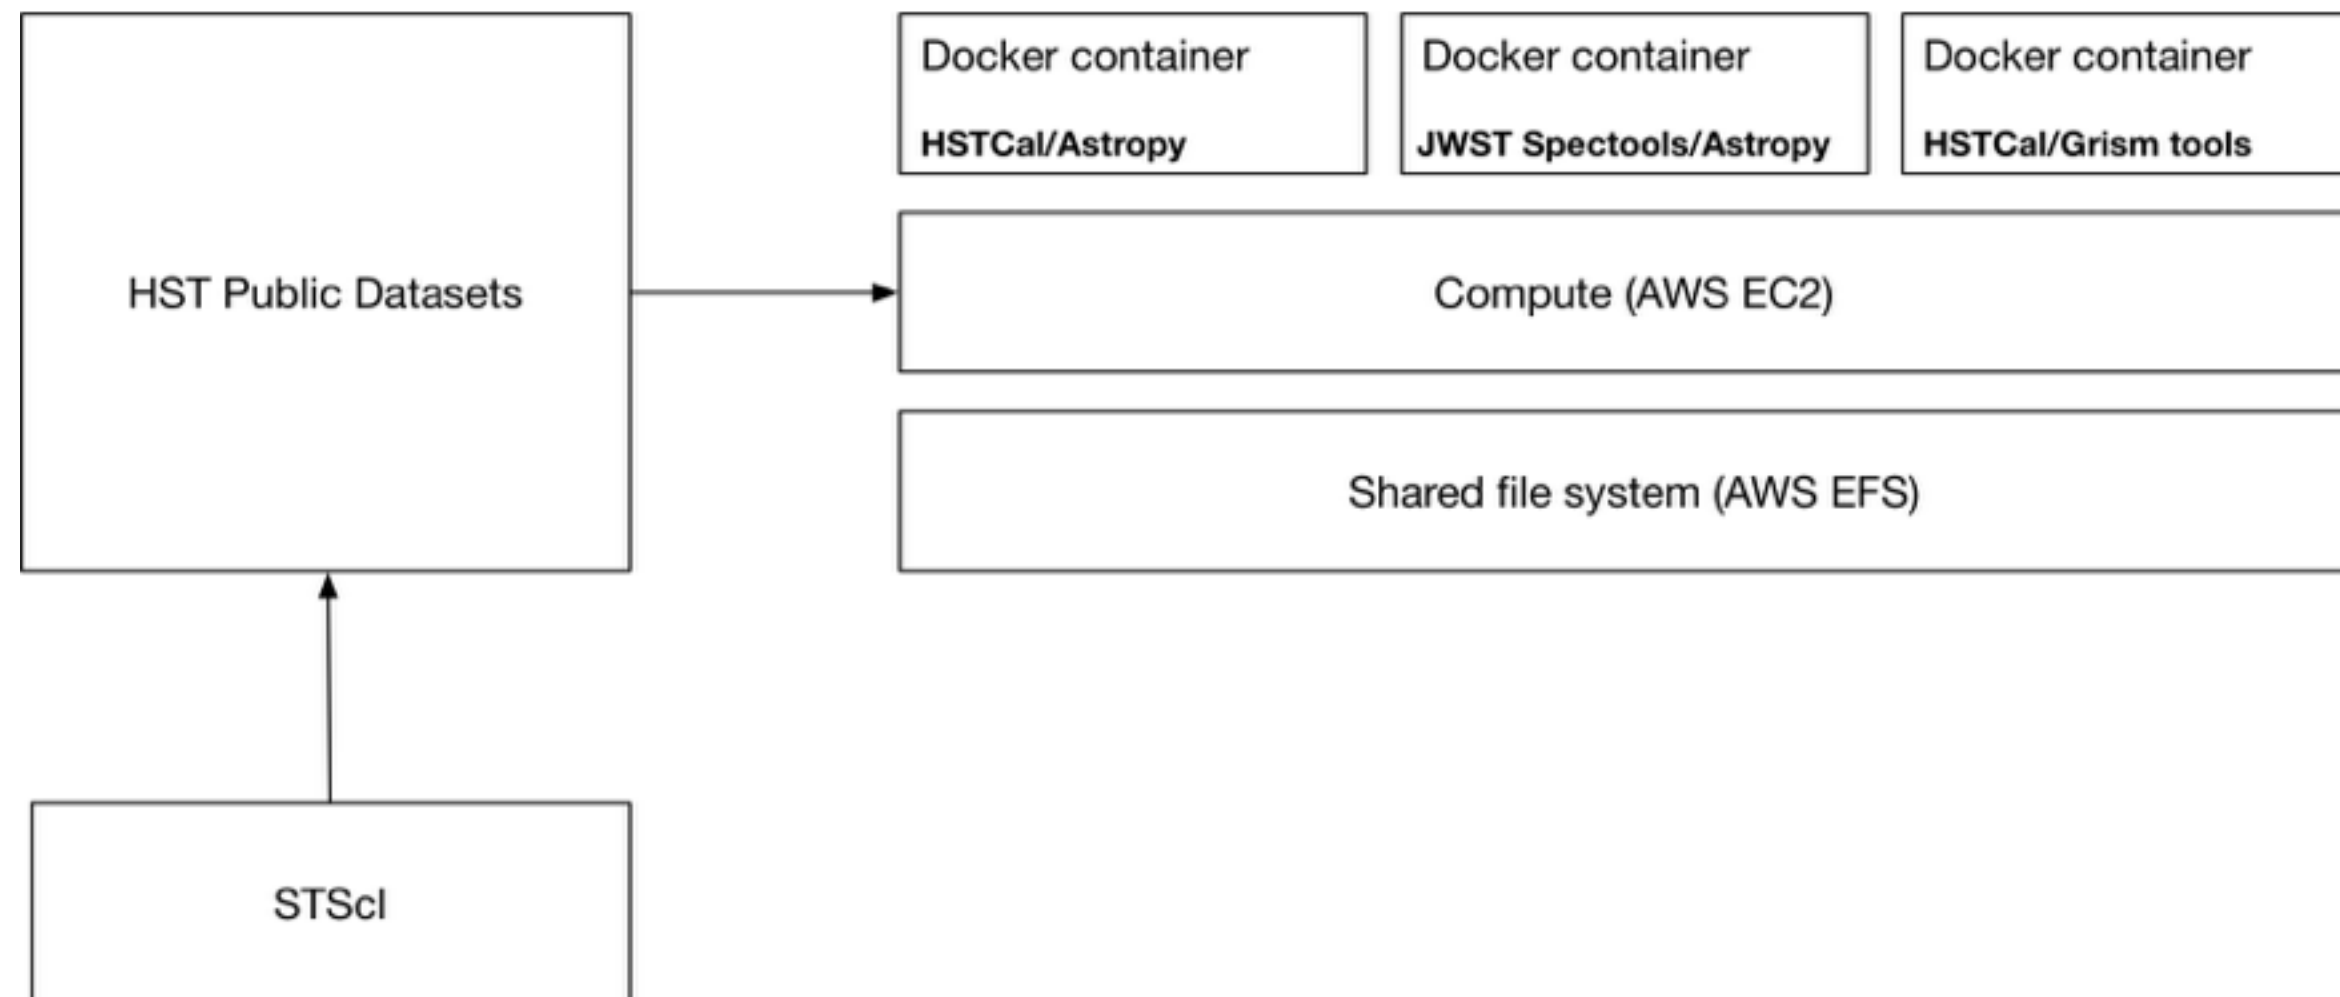 Docker container
HSTCal/Astropy
Docker container
JWST Spectools/Astropy
Docker container
HSTCal/Grism tools
HST Public Datasets
Compute (AWS EC2)
Shared file system (AWS EFS)
STScI